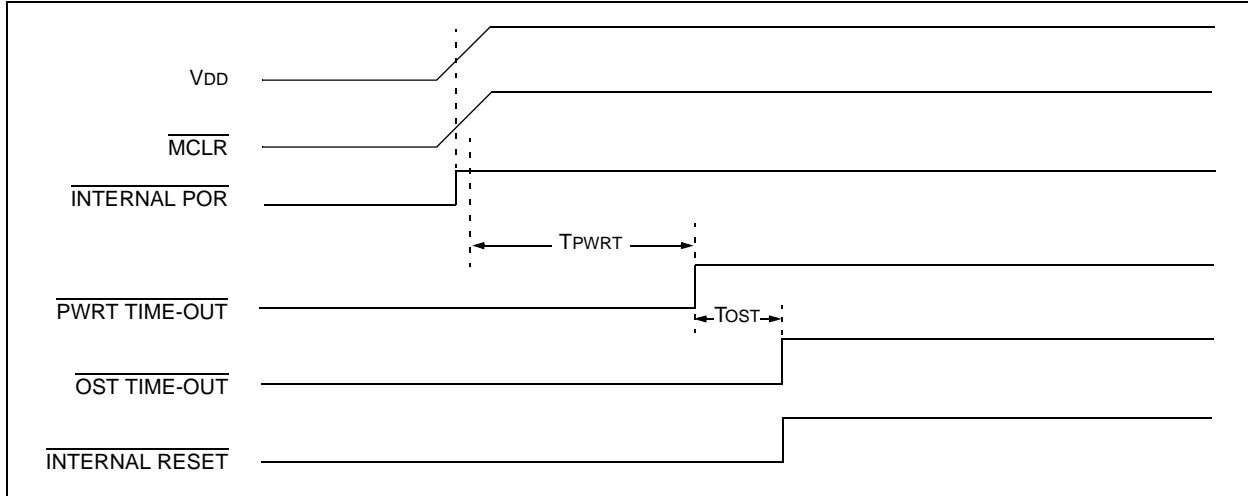 VDD
MCLR
INTERNAL POR
TPWRT
PWRT TIME-OUT
TOST
OST TIME-OUT
INTERNAL RESET